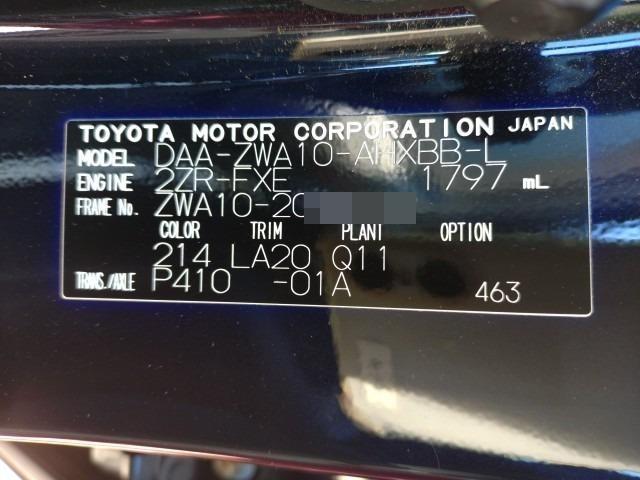 TOYOTA MOTOR CORPORATION JAPAN
MODEL DAA-ZWA10-AHXBB-L
ENGINE 2ZR-FXE 1797 mL
FRAME No. ZWA10-20
COLOR TRIM PLANT OPTION
214 LA20 Q11
TRANS./AXLE P410 -01A 463